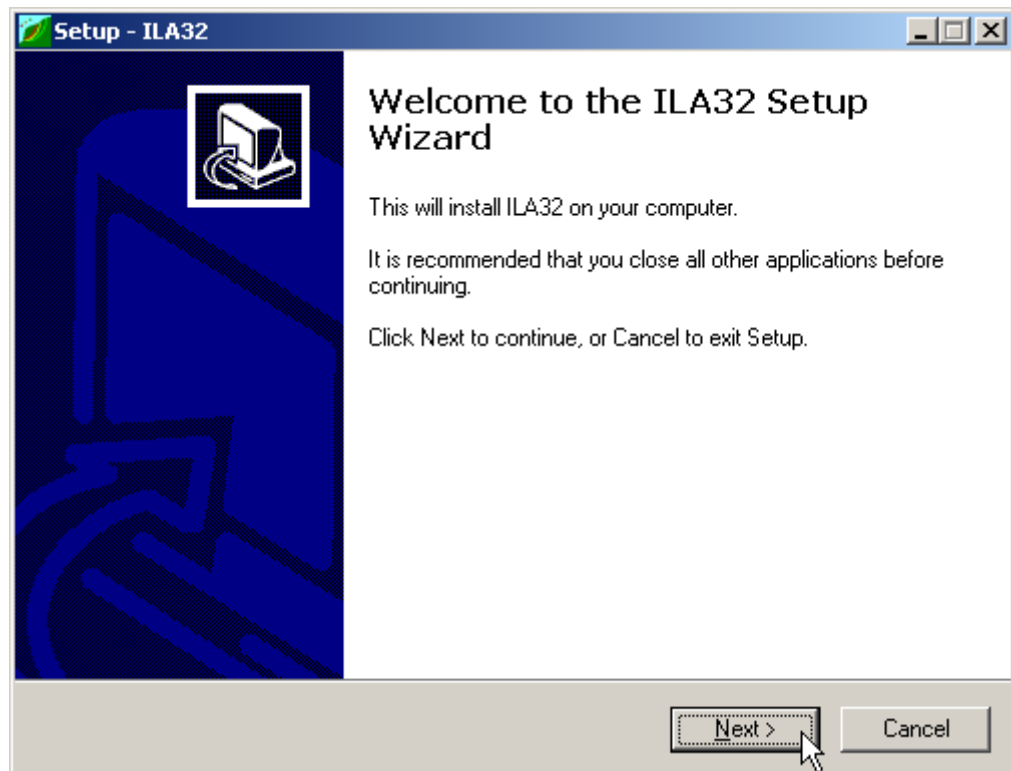 Setup - ILA32
Welcome to the ILA32 Setup
Wizard
This will install ILA32 on your computer.
It is recommended that you close all other applications before
continuing.
Click Next to continue, or Cancel to exit Setup.
Next >
Cancel